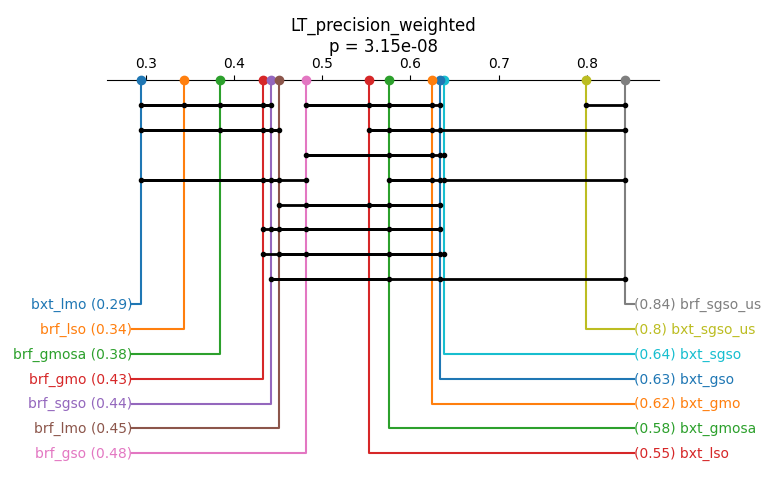 LT_precision_weighted
p = 3.15e-08
0.3 0.4 0.5 0.6 0.7 0.8
bxt_lmo (0.29) (0.84) brf_sgso_us
brf_lso (0.34) (0.8) bxt_sgso_us
brf_gmosa (0.38) (0.64) bxt_sgso
brf_gmo (0.43) (0.63) bxt_gso
brf_sgso (0.44) (0.62) bxt_gmo
brf_lmo (0.45) (0.58) bxt_gmosa
brf_gso (0.48) (0.55) bxt_lso